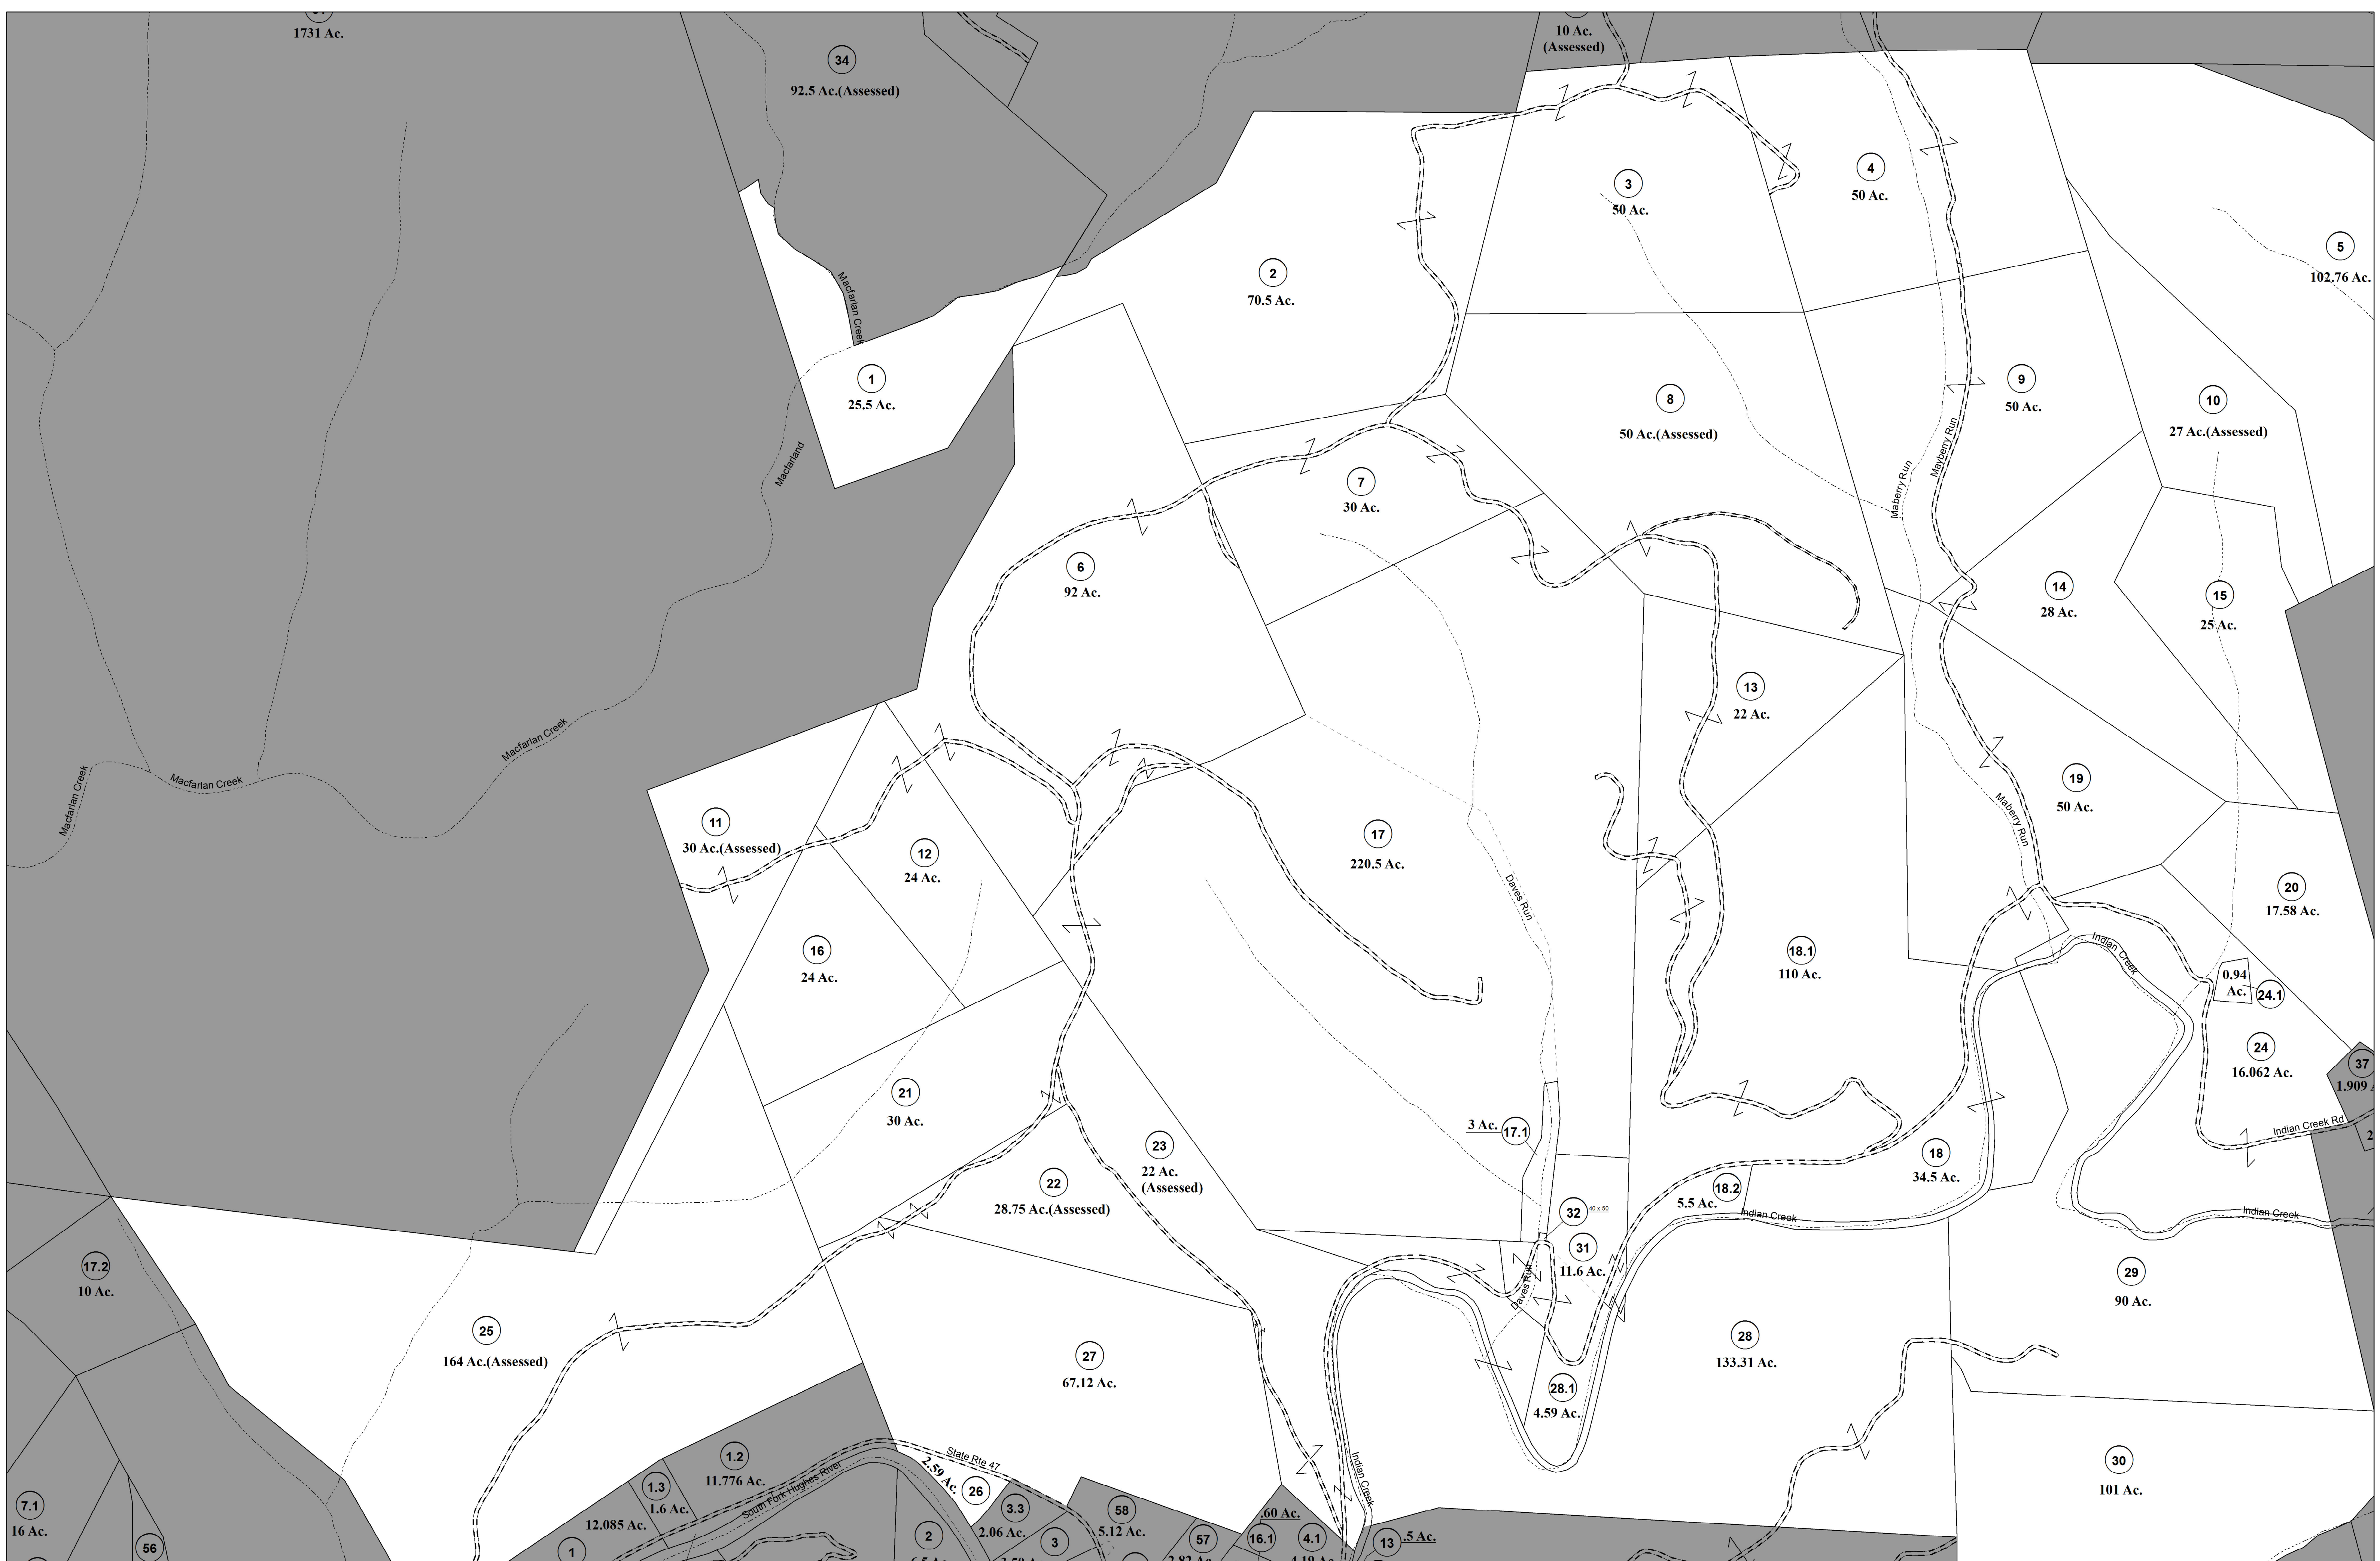 1731 Ac.
34
92.5 Ac.(Assessed)
10 Ac.
(Assessed)
3
50 Ac.
4
50 Ac.
5
102.76 Ac.
2
70.5 Ac.
Macfarlan Creek
1
25.5 Ac.
8
50 Ac.(Assessed)
9
50 Ac.
10
27 Ac.(Assessed)
Macfarland
7
30 Ac.
Maberry Run
Mayberry Run
6
92 Ac.
14
28 Ac.
15
25 Ac.
13
22 Ac.
Macfarlan Creek
Macfarlan Creek
Macfarlan Creek
11
30 Ac.(Assessed)
12
24 Ac.
17
220.5 Ac.
19
50 Ac.
Maberry Run
Daves Run
20
17.58 Ac.
16
24 Ac.
18.1
110 Ac.
Indian Creek
0.94
Ac.
24.1
24
16.062 Ac.
37
1.909 A
21
30 Ac.
3 Ac.
17.1
Indian Creek Rd
2
23
22 Ac.
(Assessed)
22
28.75 Ac.(Assessed)
18
34.5 Ac.
18.2
5.5 Ac.
32
40 x 50
Indian Creek
Indian Creek
17.2
10 Ac.
31
11.6 Ac.
Daves Run
29
90 Ac.
25
164 Ac.(Assessed)
27
67.12 Ac.
28
133.31 Ac.
28.1
4.59 Ac.
1.2
11.776 Ac.
State Rte 47
2.59 Ac.
26
South Fork Hughes River
1.3
1.6 Ac.
12.085 Ac.
1
Indian Creek
30
101 Ac.
7.1
16 Ac.
56
2
3.3
2.06 Ac.
3
58
5.12 Ac.
57
2.82 Ac.
.60 Ac.
16.1
4.1
4.19 Ac.
13
.5 Ac.